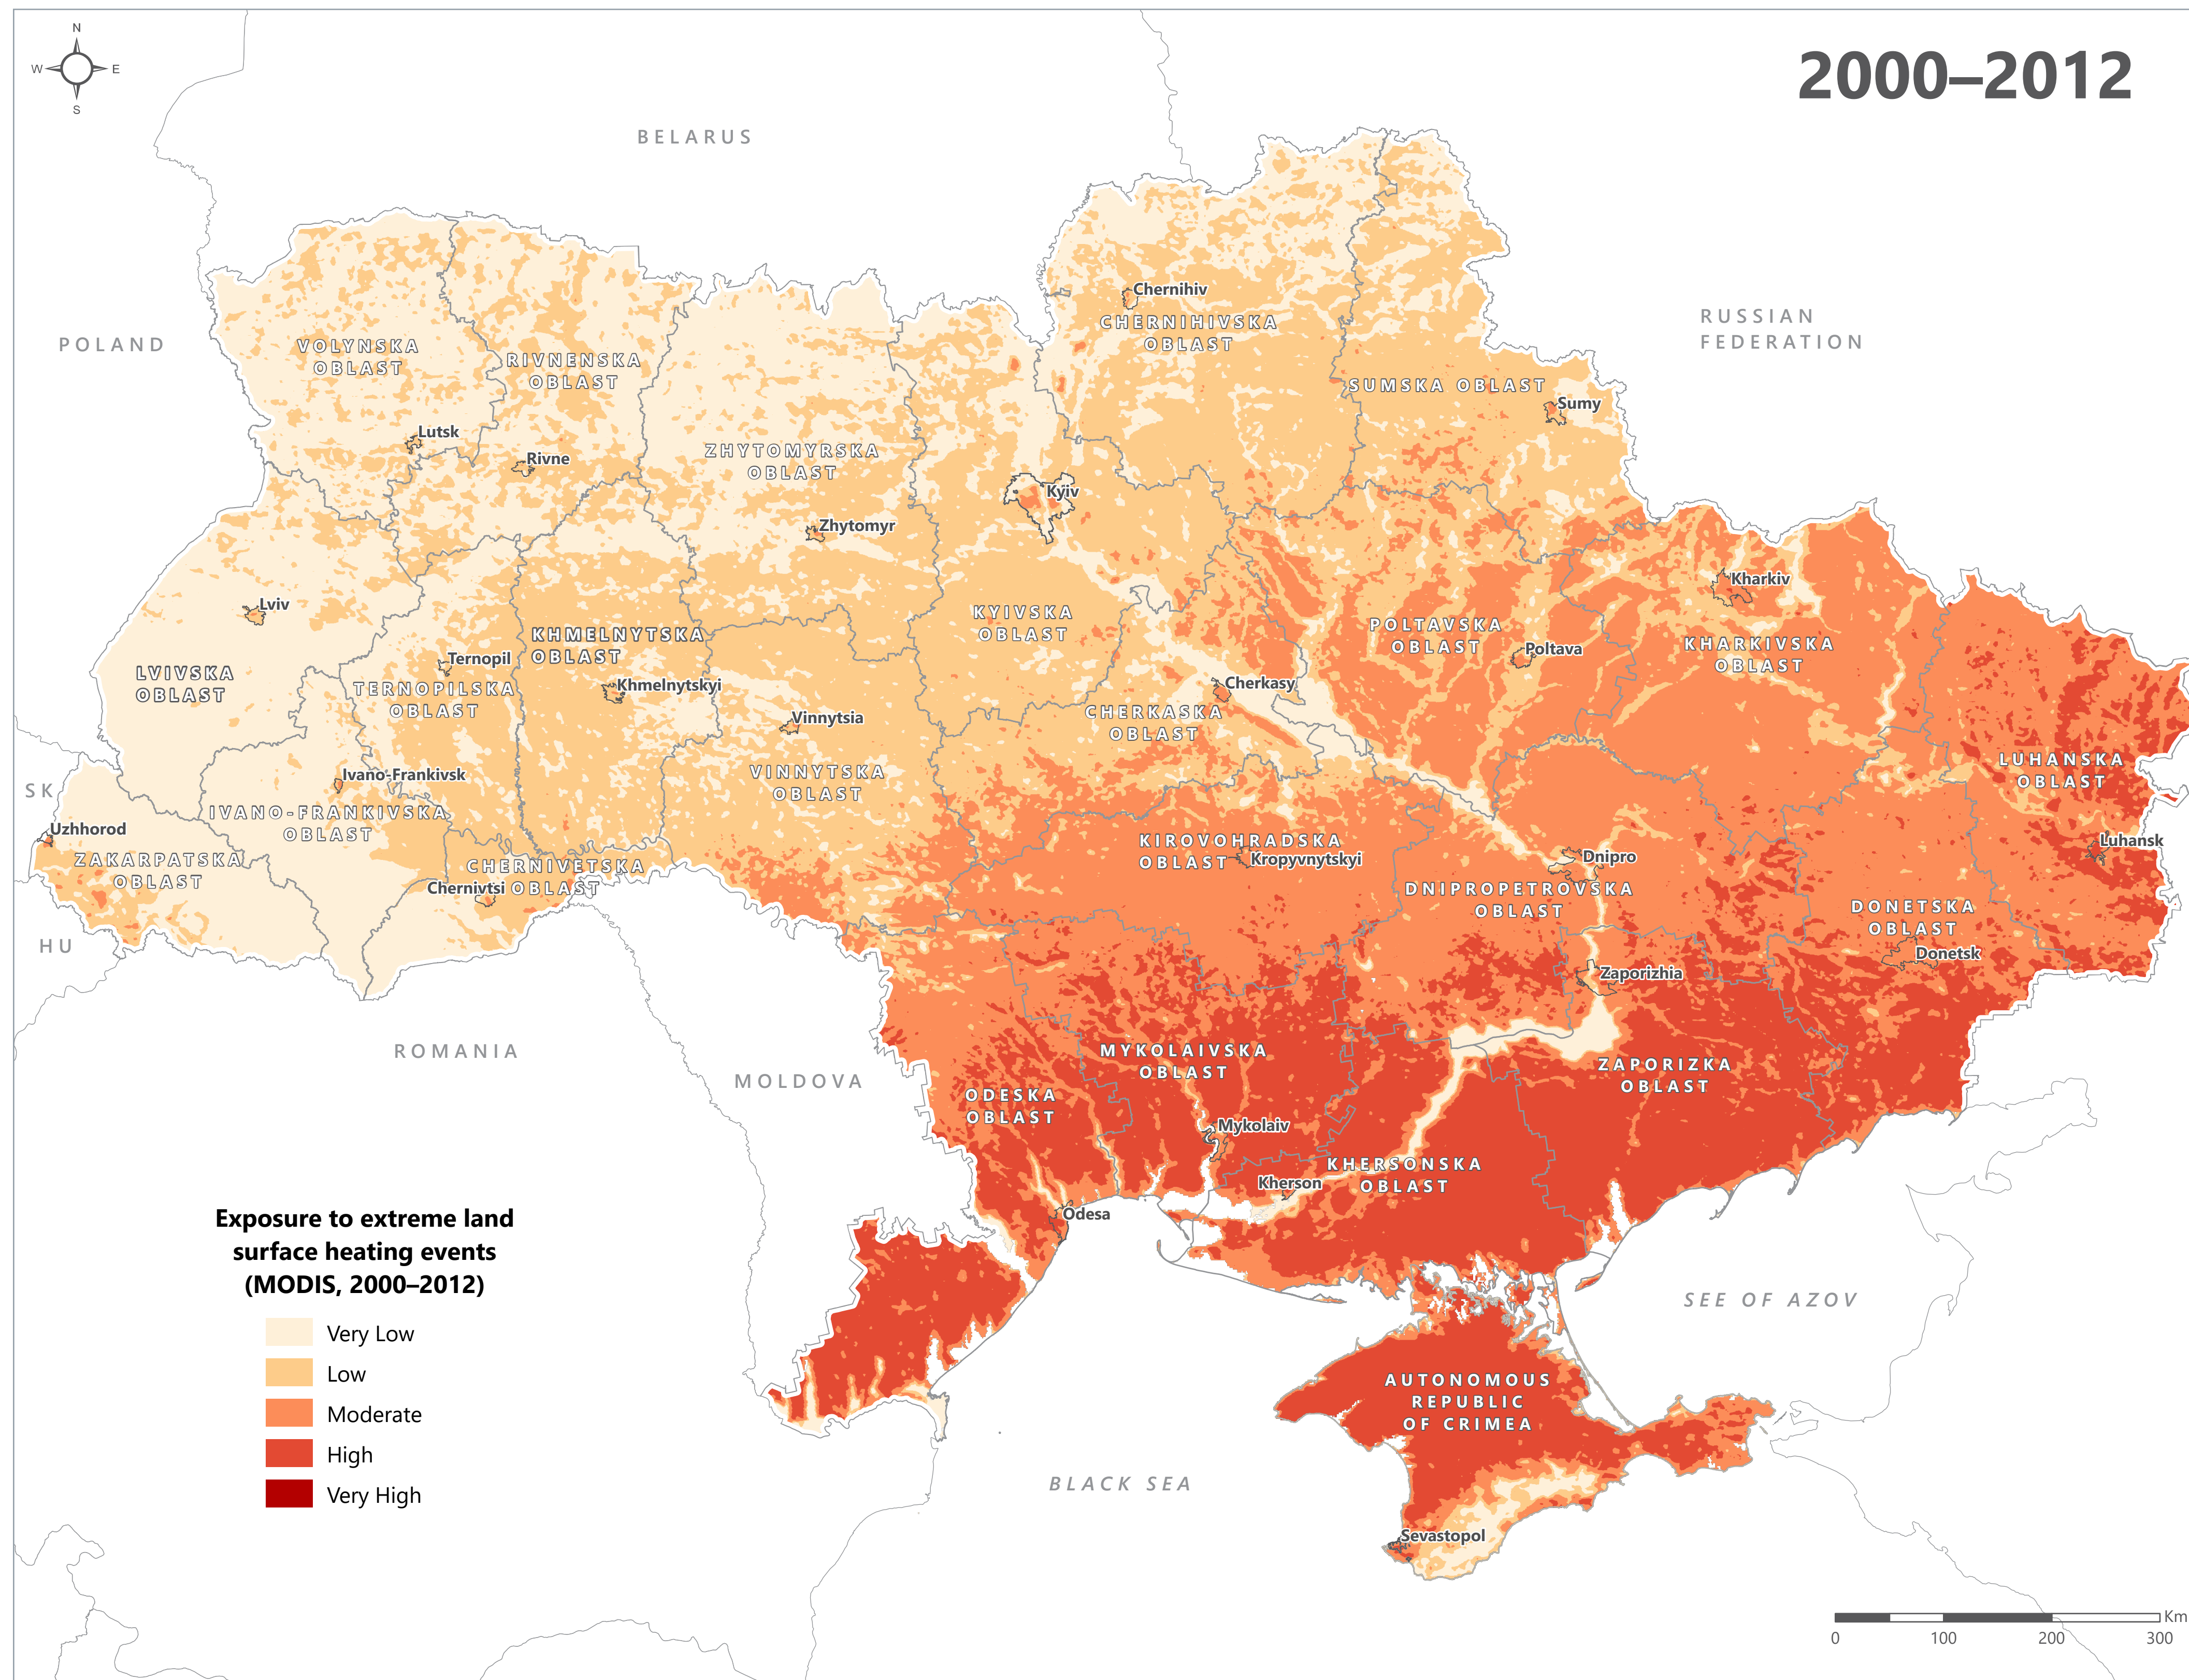 N
W E
S
2000–2012
BELARUS
POLAND
RUSSIAN
FEDERATION
Chernihiv
CHERNIHIVSKA
OBLAST
VOLYNSKA
OBLAST
RIVNENSKA
OBLAST
SUMSKA OBLAST
Sumy
Lutsk
Rivne
ZHYTOMYRSKA
OBLAST
Kyiv
Zhytomyr
Kharkiv
Lviv
KYIVSKA
OBLAST
POLTAVSKA
OBLAST
Poltava
KHARKIVSKA
OBLAST
KHMELNYTSKA
OBLAST
Ternopil
LVIVSKA
OBLAST
TERNOPILSKA
OBLAST
Khmelnytskyi
Cherkasy
CHERKASKA
OBLAST
Vinnytsia
VINNYTSKA
OBLAST
LUHANSKA
OBLAST
SK
Ivano-Frankivsk
IVANO-FRANKIVSKA
OBLAST
Uzhhorod
ZAKARPATSKA
OBLAST
CHERNIVETSKA
OBLAST
Chernivtsi
KIROVOHRADSKA
OBLAST
Kropyvnytskyi
Dnipro
Luhansk
DNIPROPETROVSKA
OBLAST
DONETSKA
OBLAST
Donetsk
HU
Zaporizhia
ROMANIA
MOLDOVA
MYKOLAIVSKA
OBLAST
ZAPORIZKA
OBLAST
ODESKA
OBLAST
Mykolaiv
KHERSONSKA
OBLAST
Kherson
Odesa
Exposure to extreme land
surface heating events
(MODIS, 2000–2012)
Very Low
Low
Moderate
High
Very High
SEE OF AZOV
AUTONOMOUS
REPUBLIC
OF CRIMEA
BLACK SEA
Sevastopol
Km
0 100 200 300